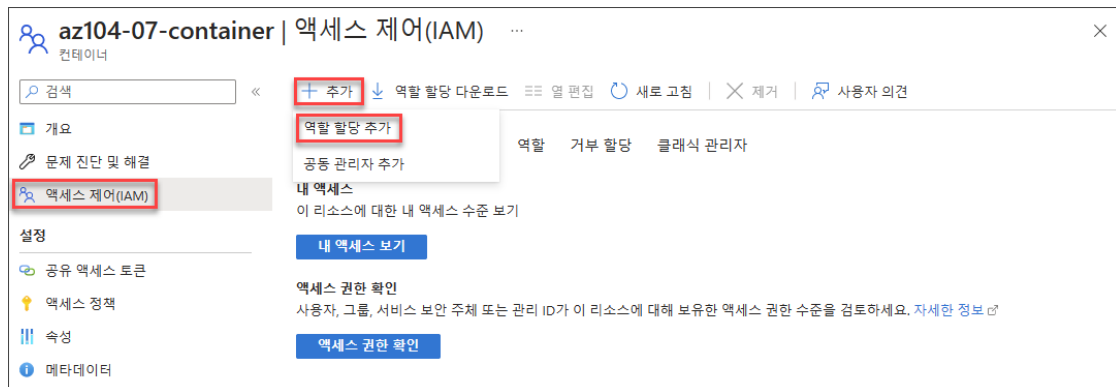 az104-07-container | 액세스 제어(IAM) ...
컨테이너
검색
추가 역할 할당 다운로드 열 편집 새로 고침 제거 사용자 의견
개요
역할 할당 추가
역할 거부 할당 클래식 관리자
문제 진단 및 해결
공동 관리자 추가
액세스 제어(IAM)
내 액세스
이 리소스에 대한 내 액세스 수준 보기
설정
내 액세스 보기
공유 액세스 토큰
액세스 권한 확인
액세스 정책
사용자, 그룹, 서비스 보안 주체 또는 관리 ID가 이 리소스에 대해 보유한 액세스 권한 수준을 검토하세요. 자세한 정보
속성
액세스 권한 확인
메타데이터